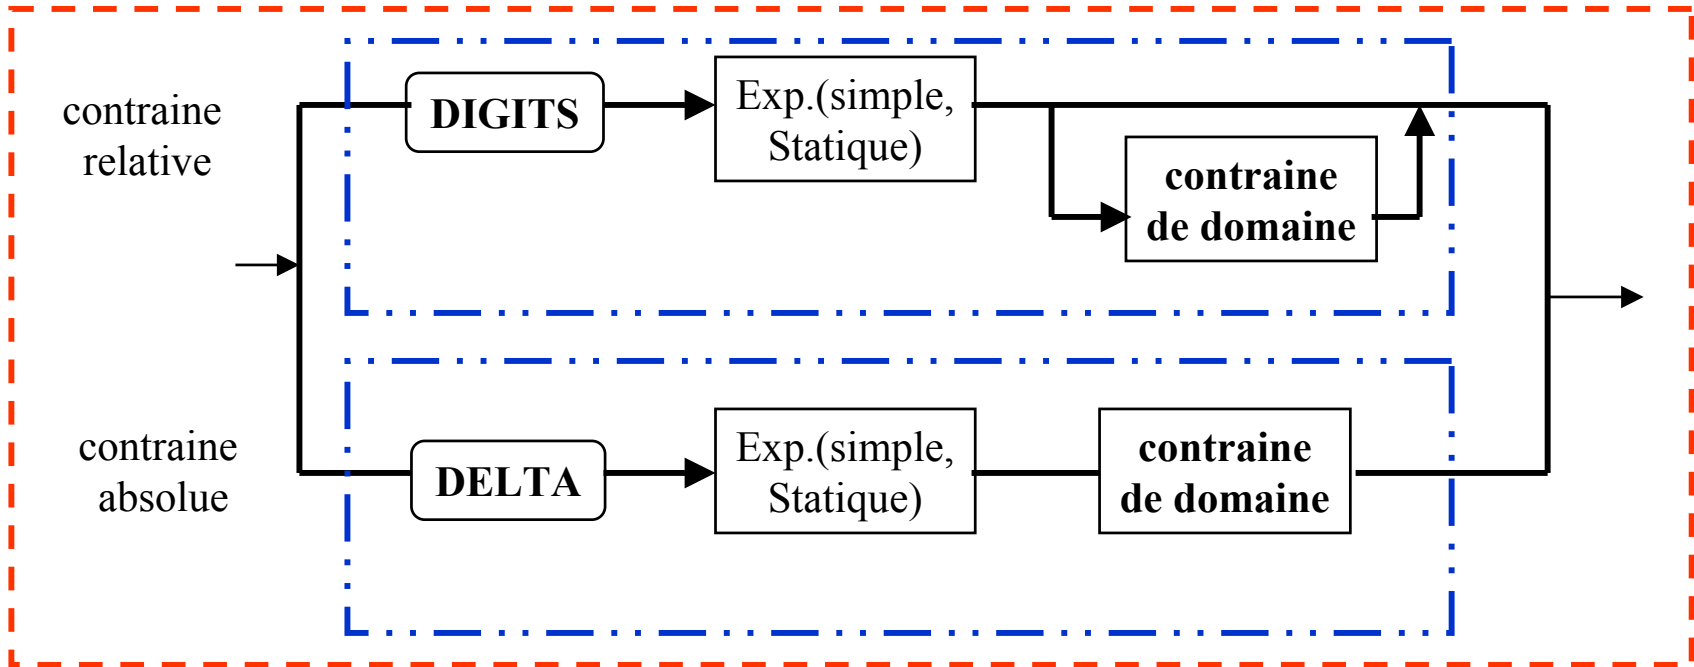 contraine
relative
DIGITS
Exp.(simple,
Statique)
contraine
de domaine
contraine
absolue
DELTA
Exp.(simple,
Statique)
contraine
de domaine